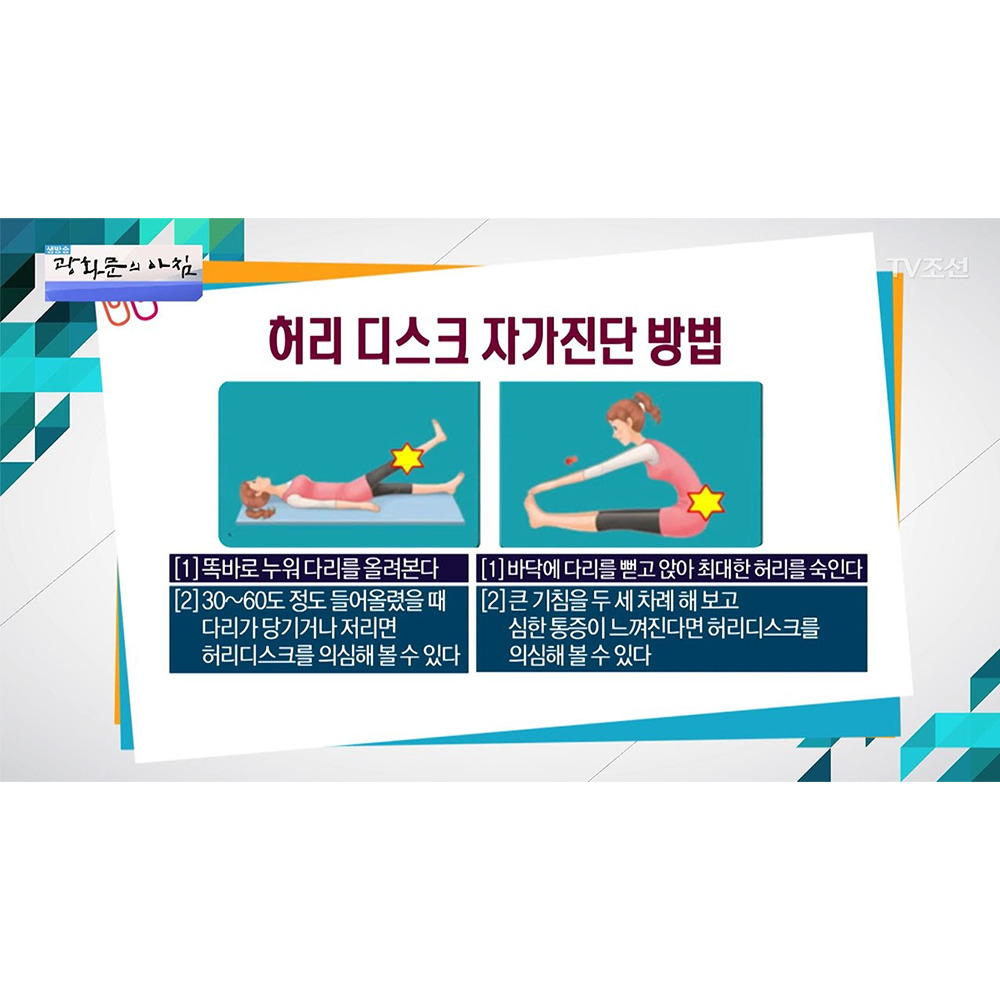 생방송
광화문의 아침
TV조선
허리 디스크 자가진단 방법
[1] 똑바로 누워 다리를 올려본다
[2] 30~60도 정도 들어올렸을 때
다리가 당기거나 저리면
허리디스크를 의심해 볼 수 있다
[1] 바닥에 다리를 뻗고 앉아 최대한 허리를 숙인다
[2] 큰 기침을 두 세 차례 해 보고
심한 통증이 느껴진다면 허리디스크를
의심해 볼 수 있다